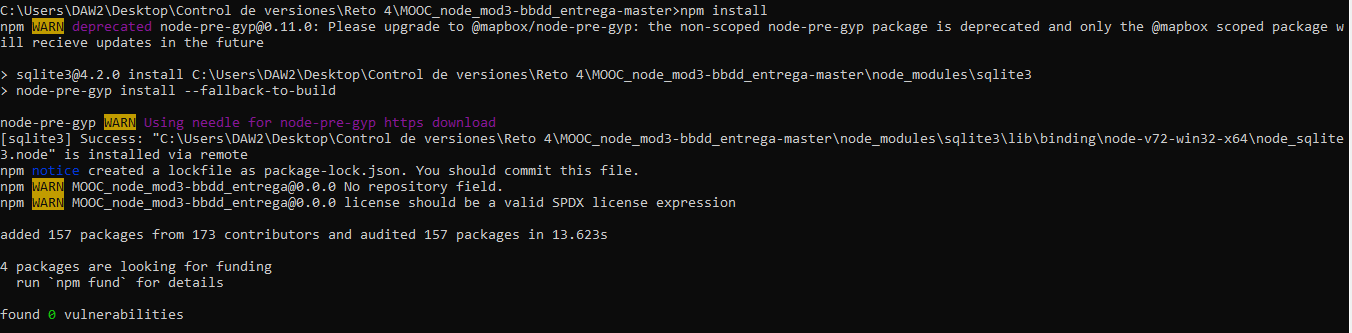 C:\Users\DAW2\Desktop\Control de versiones\Reto 4\MOOC_node_mod3-bbdd_entrega-master>npm install
npm WARN deprecated node-pre-gyp@0.11.0: Please upgrade to @mapbox/node-pre-gyp: the non-scoped node-pre-gyp package is deprecated and only the @mapbox scoped package w
ill recieve updates in the future
> sqlite3@4.2.0 install C:\Users\DAW2\Desktop\Control de versiones\Reto 4\MOOC_node_mod3-bbdd_entrega-master\node_modules\sqlite3
> node-pre-gyp install --fallback-to-build
node-pre-gyp WARN Using needle for node-pre-gyp https download
[sqlite3] Success: "C:\Users\DAW2\Desktop\Control de versiones\Reto 4\MOOC_node_mod3-bbdd_entrega-master\node_modules\sqlite3\lib\binding\node-v72-win32-x64\node_sqlite
3.node" is installed via remote
npm notice created a lockfile as package-lock.json. You should commit this file.
npm WARN MOOC_node_mod3-bbdd_entrega@0.0.0 No repository field.
npm WARN MOOC_node_mod3-bbdd_entrega@0.0.0 license should be a valid SPDX license expression
added 157 packages from 173 contributors and audited 157 packages in 13.623s
4 packages are looking for funding
run `npm fund` for details
found 0 vulnerabilities